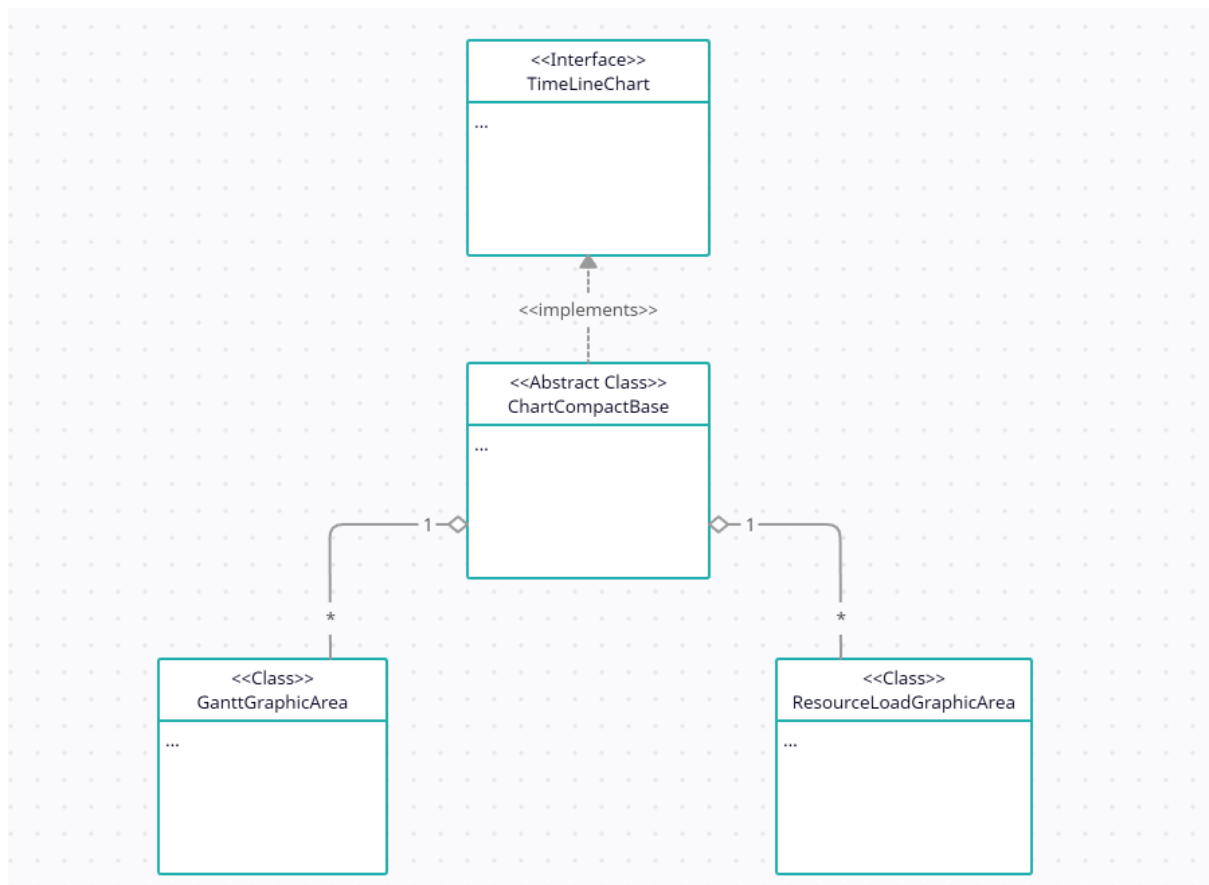 <<Interface>>
TimeLineChart
...
<<implements>>
<<Abstract Class>>
ChartCompactBase
...
1
1
*
*
<<Class>>
GanttGraphicArea
...
<<Class>>
ResourceLoadGraphicArea
...